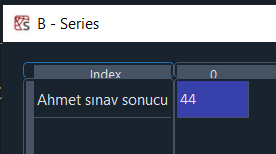 B - Series
Index 0
Ahmet sınav sonucu 44